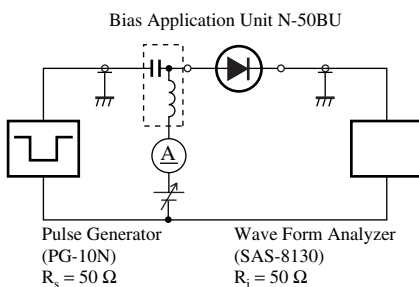 Bias Application Unit N-50BU
A
Pulse Generator
(PG-10N)
Rs = 50 Ω
Wave Form Analyzer
(SAS-8130)
Ri = 50 Ω